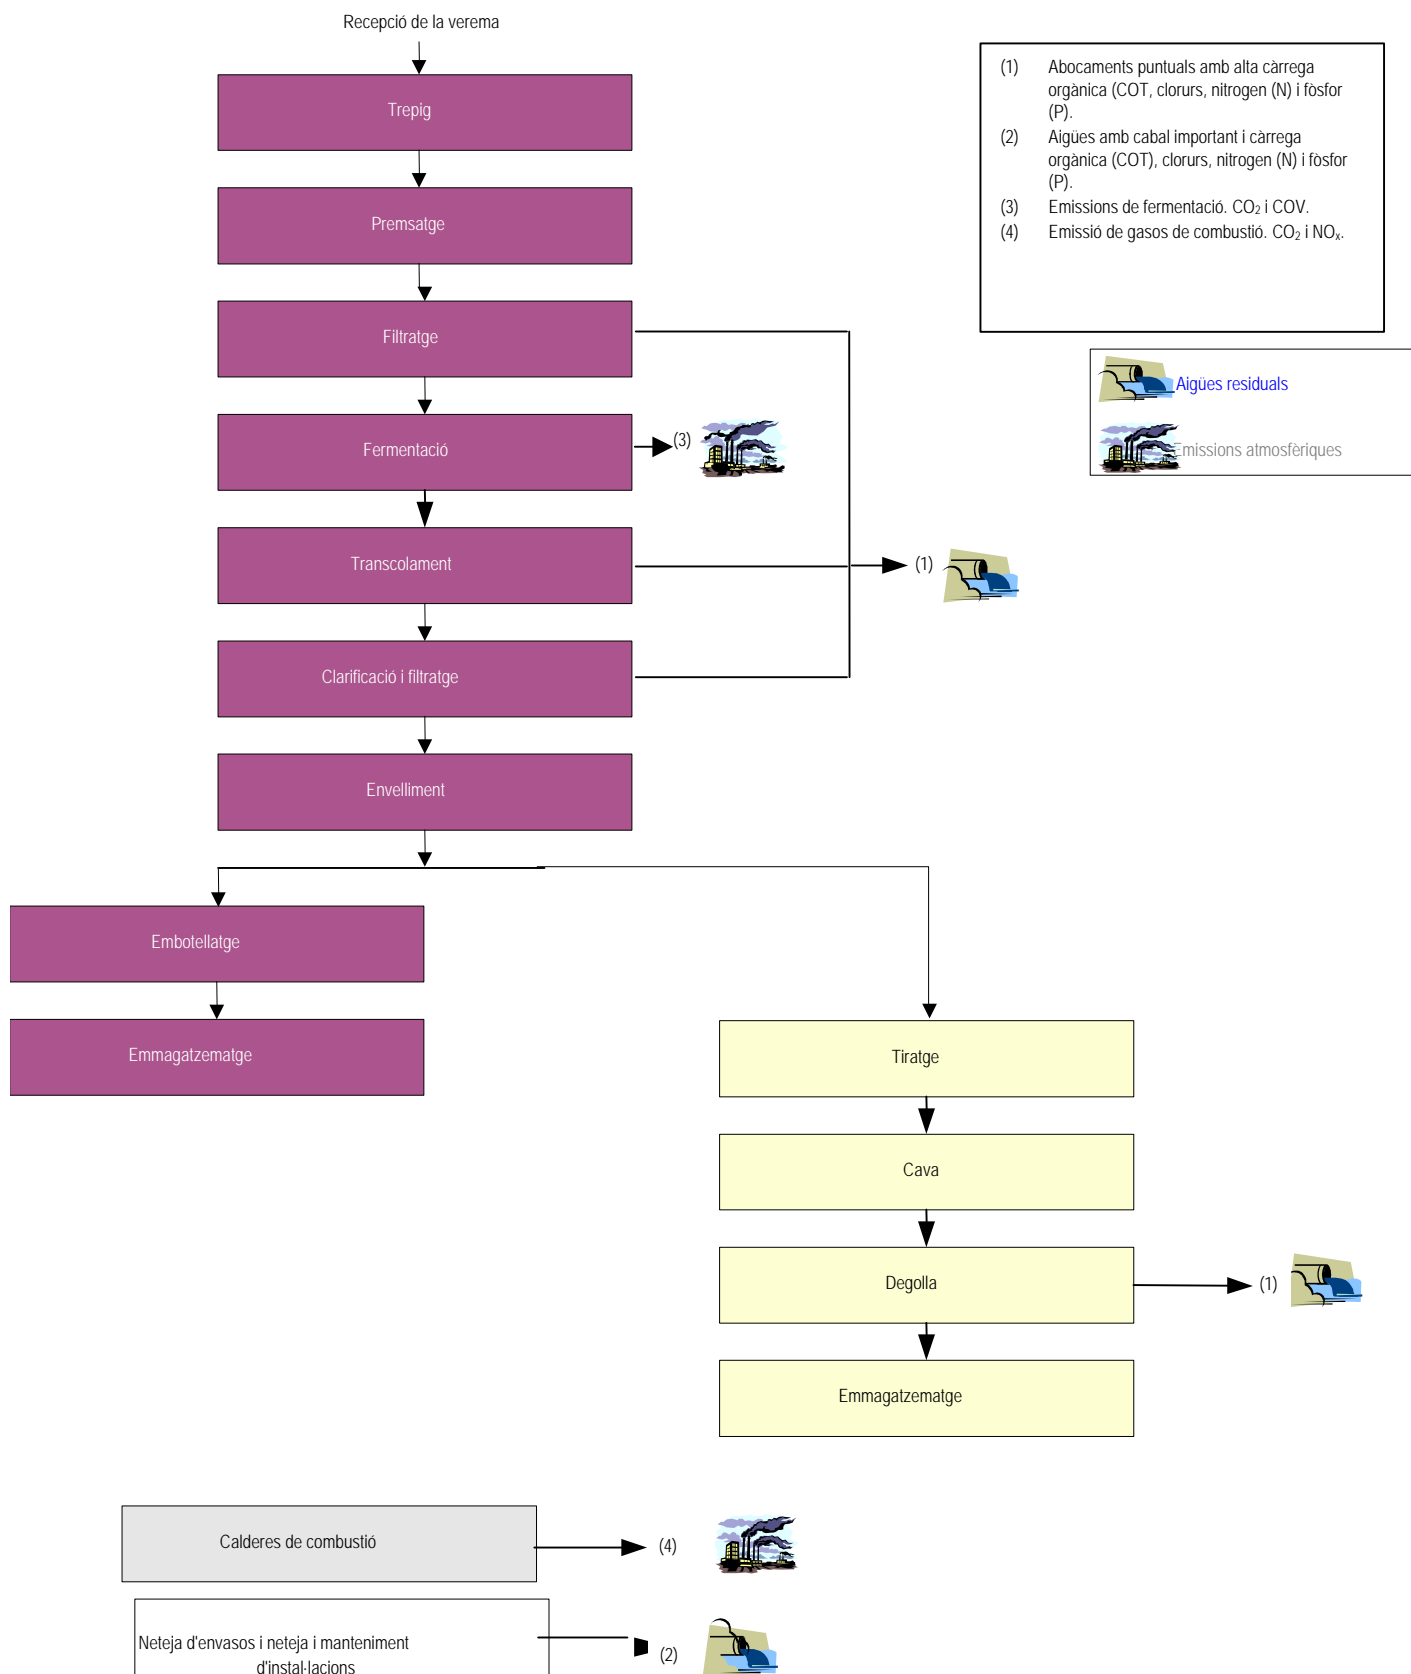 Recepció de la verema
Trepig
Premsatge
Filtratge
Fermentació
(3)
Transcolament
(1)
Clarificació i filtratge
Envelliment
Embotellatge
Emmagatzematge
Tiratge
Cava
Degolla
(1)
Emmagatzematge
Calderes de combustió
(4)
Neteja d'envasos i neteja i manteniment
d'instal·lacions
(2)
(1) Abocaments puntuals amb alta càrrega
orgànica (COT, clorurs, nitrogen (N) i fòsfor
(P).
(2) Aigües amb cabal important i càrrega
orgànica (COT), clorurs, nitrogen (N) i fòsfor
(P).
(3) Emissions de fermentació. CO₂ i COV.
(4) Emissió de gasos de combustió. CO₂ i NOₓ.
Aigües residuals
Emissions atmosfèriques